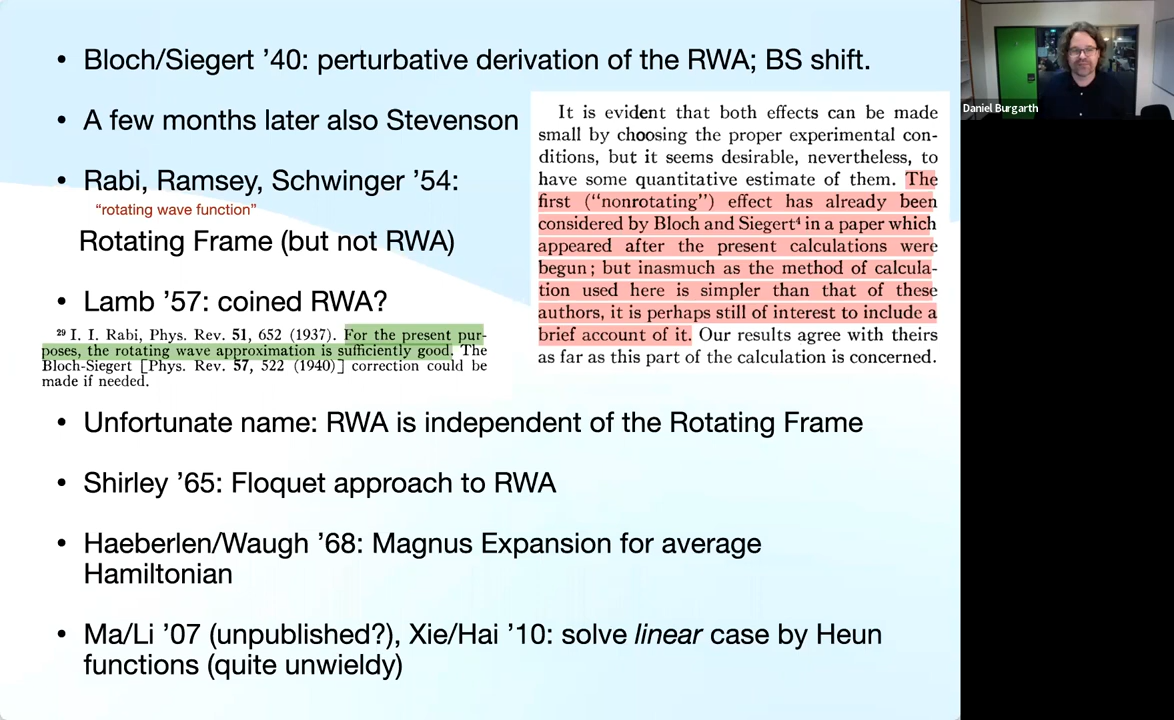 • Bloch/Siegert ’40: perturbative derivation of the RWA; BS shift.
• A few months later also Stevenson
• Rabi, Ramsey, Schwinger ’54:
“rotating wave function”
Rotating Frame (but not RWA)
• Lamb ’57: coined RWA?
²⁹ I. I. Rabi, Phys. Rev. 51, 652 (1937). For the present pur-
poses, the rotating wave approximation is sufficiently good. The
Bloch-Siegert [Phys. Rev. 57, 522 (1940)] correction could be
made if needed.
It is evident that both effects can be made
small by choosing the proper experimental con-
ditions, but it seems desirable, nevertheless, to
have some quantitative estimate of them. The
first (“nonrotating”) effect has already been
considered by Bloch and Siegert⁴ in a paper which
appeared after the present calculations were
begun; but inasmuch as the method of calcula-
tion used here is simpler than that of these
authors, it is perhaps still of interest to include a
brief account of it. Our results agree with theirs
as far as this part of the calculation is concerned.
• Unfortunate name: RWA is independent of the Rotating Frame
• Shirley ’65: Floquet approach to RWA
• Haeberlen/Waugh ’68: Magnus Expansion for average
Hamiltonian
• Ma/Li ’07 (unpublished?), Xie/Hai ’10: solve linear case by Heun
functions (quite unwieldy)
Daniel Burgarth